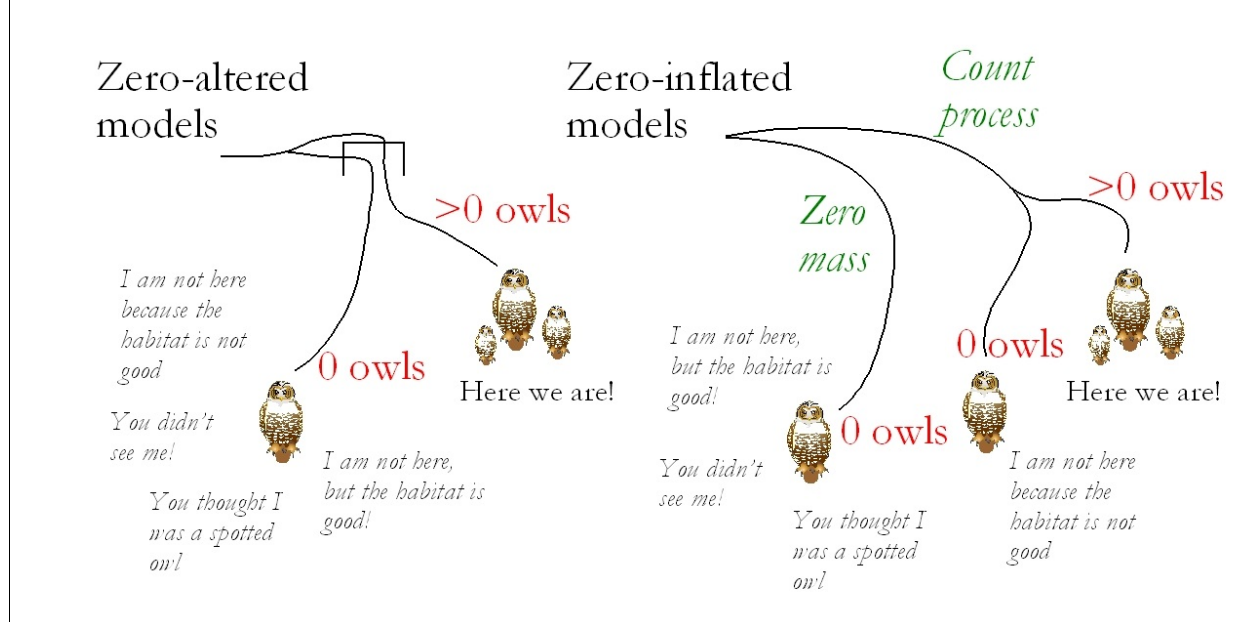 Zero-altered
models
>0 owls
I am not here
because the
habitat is not
good
0 owls
Here we are!
You didn't
see me!
I am not here,
but the habitat is
good!
You thought I
was a spotted
owl
Zero-inflated
models
Count
process
>0 owls
Zero
mass
I am not here,
but the habitat is
good!
0 owls
Here we are!
0 owls
You didn't
see me!
I am not here
because the
habitat is not
good
You thought I
was a spotted
owl